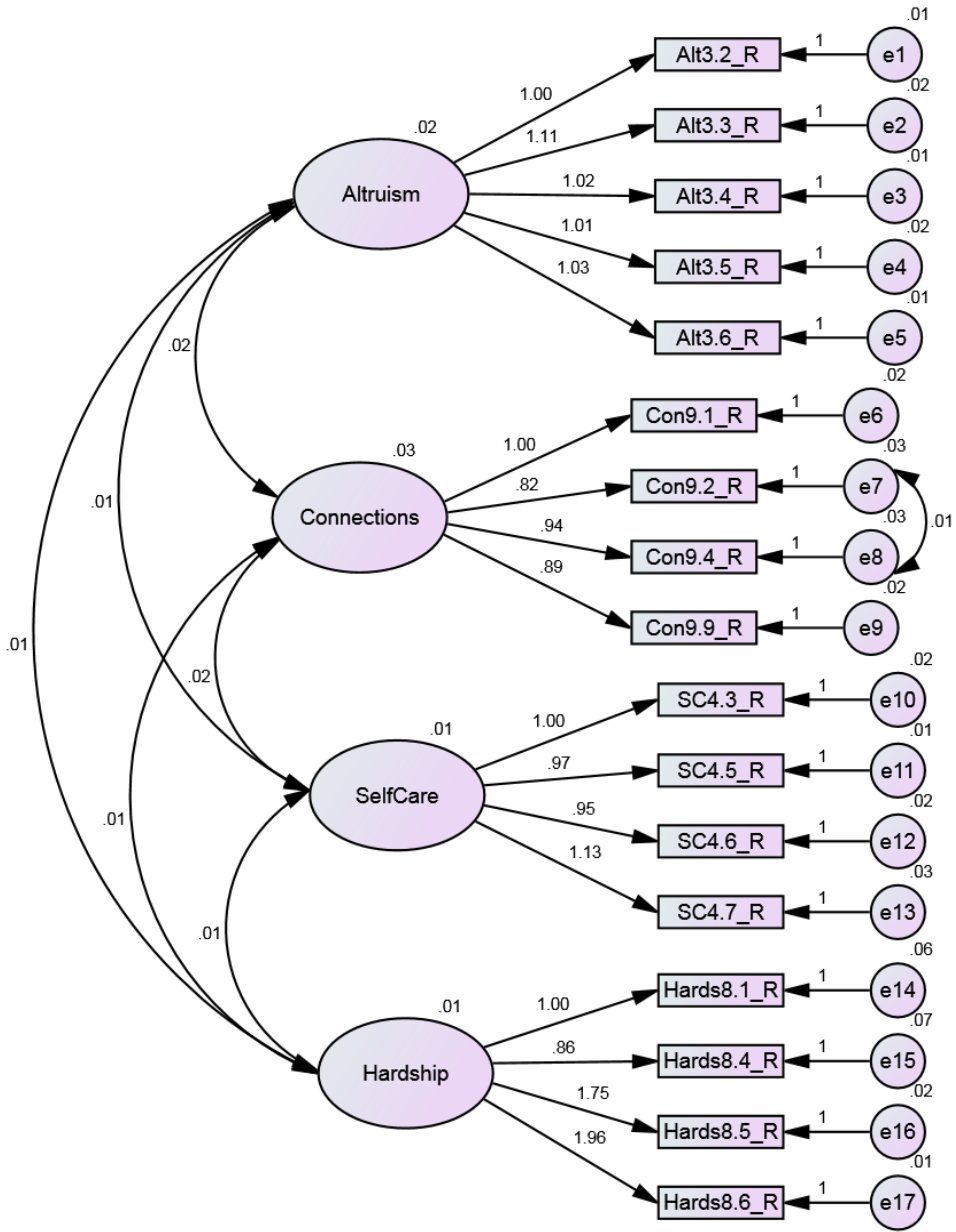 .01
Alt3.2_R
1
e1
1.00
.02
.02
Altruism
1.11
Alt3.3_R
1
e2
.01
1.02
Alt3.4_R
1
e3
.02
1.01
Alt3.5_R
1
e4
.01
1.03
Alt3.6_R
1
e5
.02
.02
Con9.1_R
1
e6
.03
1.00
.03
Connections
.82
Con9.2_R
1
e7
.03
.01
.01
.94
Con9.4_R
1
e8
.02
.89
Con9.9_R
1
e9
.01
.02
.02
SC4.3_R
1
e10
.01
1.00
.01
SelfCare
.97
SC4.5_R
1
e11
.02
.95
SC4.6_R
1
e12
.03
.01
1.13
SC4.7_R
1
e13
.06
.01
Hards8.1_R
1
e14
.07
.01
1.00
Hardship
.86
Hards8.4_R
1
e15
.02
1.75
Hards8.5_R
1
e16
.01
1.96
Hards8.6_R
1
e17